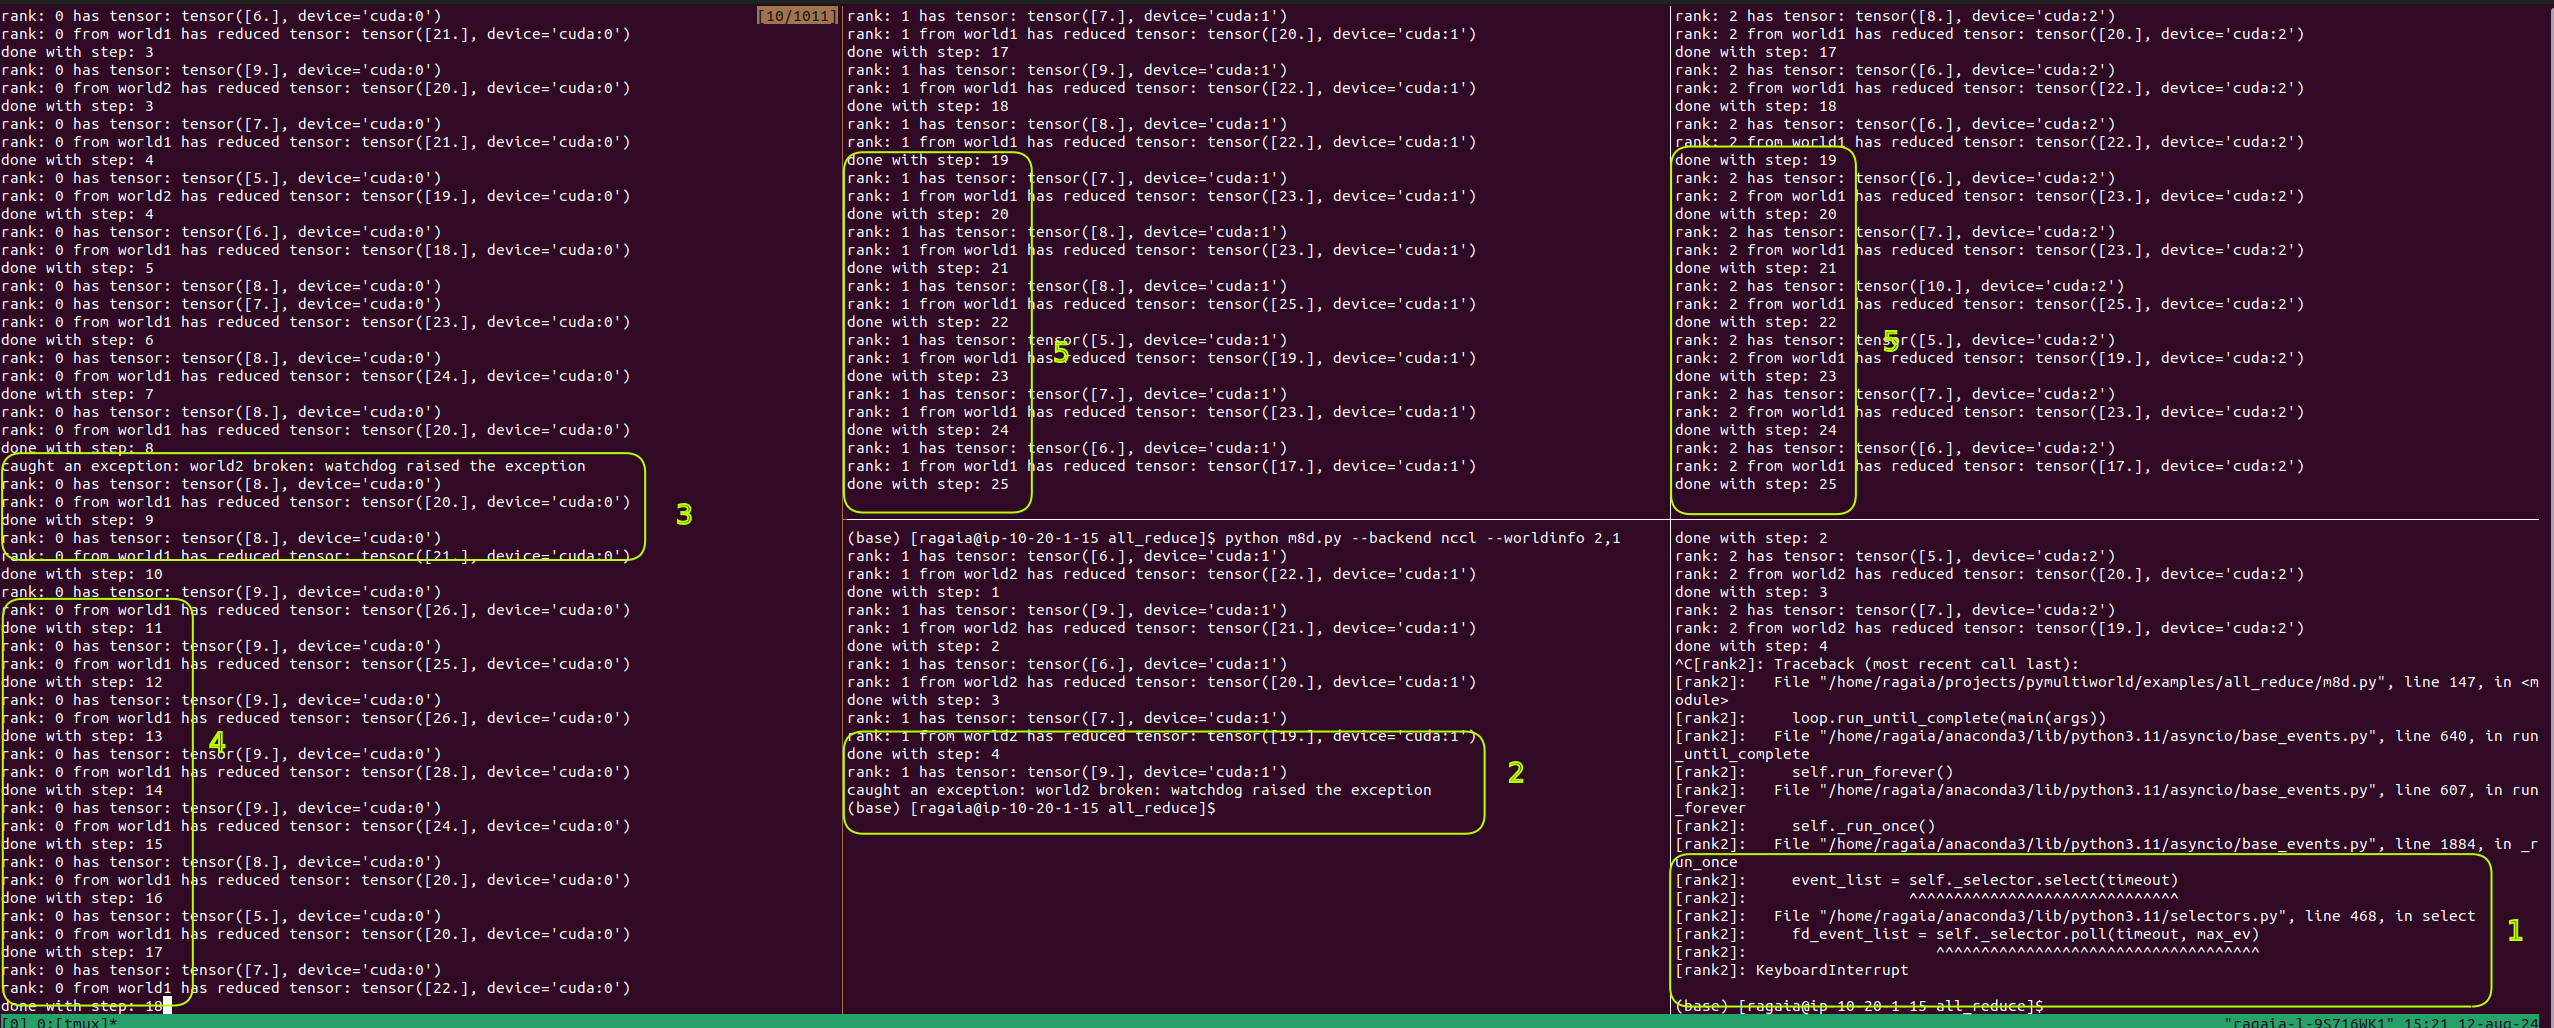 rank: 0 has tensor: tensor([6.], device='cuda:0')
[10/1011]
rank: 0 from world1 has reduced tensor: tensor([21.], device='cuda:0')
done with step: 3
rank: 0 has tensor: tensor([9.], device='cuda:0')
rank: 0 from world2 has reduced tensor: tensor([20.], device='cuda:0')
done with step: 3
rank: 0 has tensor: tensor([7.], device='cuda:0')
rank: 0 from world1 has reduced tensor: tensor([21.], device='cuda:0')
done with step: 4
rank: 0 has tensor: tensor([5.], device='cuda:0')
rank: 0 from world2 has reduced tensor: tensor([19.], device='cuda:0')
done with step: 4
rank: 0 has tensor: tensor([6.], device='cuda:0')
rank: 0 from world1 has reduced tensor: tensor([18.], device='cuda:0')
done with step: 5
rank: 0 has tensor: tensor([8.], device='cuda:0')
rank: 0 has tensor: tensor([7.], device='cuda:0')
rank: 0 from world1 has reduced tensor: tensor([23.], device='cuda:0')
done with step: 6
rank: 0 has tensor: tensor([8.], device='cuda:0')
rank: 0 from world1 has reduced tensor: tensor([24.], device='cuda:0')
done with step: 7
rank: 0 has tensor: tensor([8.], device='cuda:0')
rank: 0 from world1 has reduced tensor: tensor([20.], device='cuda:0')
done with step: 8
caught an exception: world2 broken: watchdog raised the exception
rank: 0 has tensor: tensor([8.], device='cuda:0')
rank: 0 from world1 has reduced tensor: tensor([20.], device='cuda:0')
3
done with step: 9
rank: 0 has tensor: tensor([8.], device='cuda:0')
rank: 0 from world1 has reduced tensor: tensor([21.], device='cuda:0')
done with step: 10
rank: 0 has tensor: tensor([9.], device='cuda:0')
rank: 0 from world1 has reduced tensor: tensor([26.], device='cuda:0')
done with step: 11
rank: 0 has tensor: tensor([9.], device='cuda:0')
rank: 0 from world1 has reduced tensor: tensor([25.], device='cuda:0')
done with step: 12
rank: 0 has tensor: tensor([9.], device='cuda:0')
rank: 0 from world1 has reduced tensor: tensor([26.], device='cuda:0')
done with step: 13
4
rank: 0 has tensor: tensor([9.], device='cuda:0')
rank: 0 from world1 has reduced tensor: tensor([28.], device='cuda:0')
done with step: 14
rank: 0 has tensor: tensor([9.], device='cuda:0')
rank: 0 from world1 has reduced tensor: tensor([24.], device='cuda:0')
done with step: 15
rank: 0 has tensor: tensor([8.], device='cuda:0')
rank: 0 from world1 has reduced tensor: tensor([20.], device='cuda:0')
done with step: 16
rank: 0 has tensor: tensor([5.], device='cuda:0')
rank: 0 from world1 has reduced tensor: tensor([20.], device='cuda:0')
done with step: 17
rank: 0 has tensor: tensor([7.], device='cuda:0')
rank: 0 from world1 has reduced tensor: tensor([22.], device='cuda:0')
done with step: 18
rank: 1 has tensor: tensor([7.], device='cuda:1')
rank: 1 from world1 has reduced tensor: tensor([20.], device='cuda:1')
done with step: 17
rank: 1 has tensor: tensor([9.], device='cuda:1')
rank: 1 from world1 has reduced tensor: tensor([22.], device='cuda:1')
done with step: 18
rank: 1 has tensor: tensor([8.], device='cuda:1')
rank: 1 from world1 has reduced tensor: tensor([22.], device='cuda:1')
done with step: 19
rank: 1 has tensor: tensor([7.], device='cuda:1')
rank: 1 from world1 has reduced tensor: tensor([23.], device='cuda:1')
done with step: 20
rank: 1 has tensor: tensor([8.], device='cuda:1')
rank: 1 from world1 has reduced tensor: tensor([23.], device='cuda:1')
done with step: 21
rank: 1 has tensor: tensor([8.], device='cuda:1')
rank: 1 from world1 has reduced tensor: tensor([25.], device='cuda:1')
done with step: 22
rank: 1 has tensor: tensor([5.], device='cuda:1')
5
rank: 1 from world1 has reduced tensor: tensor([19.], device='cuda:1')
done with step: 23
rank: 1 has tensor: tensor([7.], device='cuda:1')
rank: 1 from world1 has reduced tensor: tensor([23.], device='cuda:1')
done with step: 24
rank: 1 has tensor: tensor([6.], device='cuda:1')
rank: 1 from world1 has reduced tensor: tensor([17.], device='cuda:1')
done with step: 25
rank: 2 has tensor: tensor([8.], device='cuda:2')
rank: 2 from world1 has reduced tensor: tensor([20.], device='cuda:2')
done with step: 17
rank: 2 has tensor: tensor([6.], device='cuda:2')
rank: 2 from world1 has reduced tensor: tensor([22.], device='cuda:2')
done with step: 18
rank: 2 has tensor: tensor([6.], device='cuda:2')
rank: 2 from world1 has reduced tensor: tensor([22.], device='cuda:2')
done with step: 19
rank: 2 has tensor: tensor([6.], device='cuda:2')
rank: 2 from world1 has reduced tensor: tensor([23.], device='cuda:2')
done with step: 20
rank: 2 has tensor: tensor([7.], device='cuda:2')
rank: 2 from world1 has reduced tensor: tensor([23.], device='cuda:2')
done with step: 21
rank: 2 has tensor: tensor([10.], device='cuda:2')
rank: 2 from world1 has reduced tensor: tensor([25.], device='cuda:2')
done with step: 22
rank: 2 has tensor: tensor([5.], device='cuda:2')
5
rank: 2 from world1 has reduced tensor: tensor([19.], device='cuda:2')
done with step: 23
rank: 2 has tensor: tensor([7.], device='cuda:2')
rank: 2 from world1 has reduced tensor: tensor([23.], device='cuda:2')
done with step: 24
rank: 2 has tensor: tensor([6.], device='cuda:2')
rank: 2 from world1 has reduced tensor: tensor([17.], device='cuda:2')
done with step: 25
(base) [ragaia@ip-10-20-1-15 all_reduce]$ python m8d.py --backend nccl --worldinfo 2,1
rank: 1 has tensor: tensor([6.], device='cuda:1')
rank: 1 from world2 has reduced tensor: tensor([22.], device='cuda:1')
done with step: 1
rank: 1 has tensor: tensor([9.], device='cuda:1')
rank: 1 from world2 has reduced tensor: tensor([21.], device='cuda:1')
done with step: 2
rank: 1 has tensor: tensor([6.], device='cuda:1')
rank: 1 from world2 has reduced tensor: tensor([20.], device='cuda:1')
done with step: 3
rank: 1 has tensor: tensor([7.], device='cuda:1')
rank: 1 from world2 has reduced tensor: tensor([19.], device='cuda:1')
done with step: 4
rank: 1 has tensor: tensor([9.], device='cuda:1')
2
caught an exception: world2 broken: watchdog raised the exception
(base) [ragaia@ip-10-20-1-15 all_reduce]$
done with step: 2
rank: 2 has tensor: tensor([5.], device='cuda:2')
rank: 2 from world2 has reduced tensor: tensor([20.], device='cuda:2')
done with step: 3
rank: 2 has tensor: tensor([7.], device='cuda:2')
rank: 2 from world2 has reduced tensor: tensor([19.], device='cuda:2')
done with step: 4
^C[rank2]: Traceback (most recent call last):
[rank2]:   File "/home/ragaia/projects/pymultiworld/examples/all_reduce/m8d.py", line 147, in <m
odule>
[rank2]:     loop.run_until_complete(main(args))
[rank2]:   File "/home/ragaia/anaconda3/lib/python3.11/asyncio/base_events.py", line 640, in run
_until_complete
[rank2]:     self.run_forever()
[rank2]:   File "/home/ragaia/anaconda3/lib/python3.11/asyncio/base_events.py", line 607, in run
_forever
[rank2]:     self._run_once()
[rank2]:   File "/home/ragaia/anaconda3/lib/python3.11/asyncio/base_events.py", line 1884, in _r
un_once
[rank2]:     event_list = self._selector.select(timeout)
[rank2]:                  ^^^^^^^^^^^^^^^^^^^^^^^^^^^^^^
[rank2]:   File "/home/ragaia/anaconda3/lib/python3.11/selectors.py", line 468, in select
[rank2]:     fd_event_list = self._selector.poll(timeout, max_ev)
1
[rank2]:                     ^^^^^^^^^^^^^^^^^^^^^^^^^^^^^^^^^^^^
[rank2]: KeyboardInterrupt
(base) [ragaia@ip-10-20-1-15 all_reduce]$
[0] 0:[tmux]*
"ragaia-l-9S716WK1" 15:21 12-aug-24